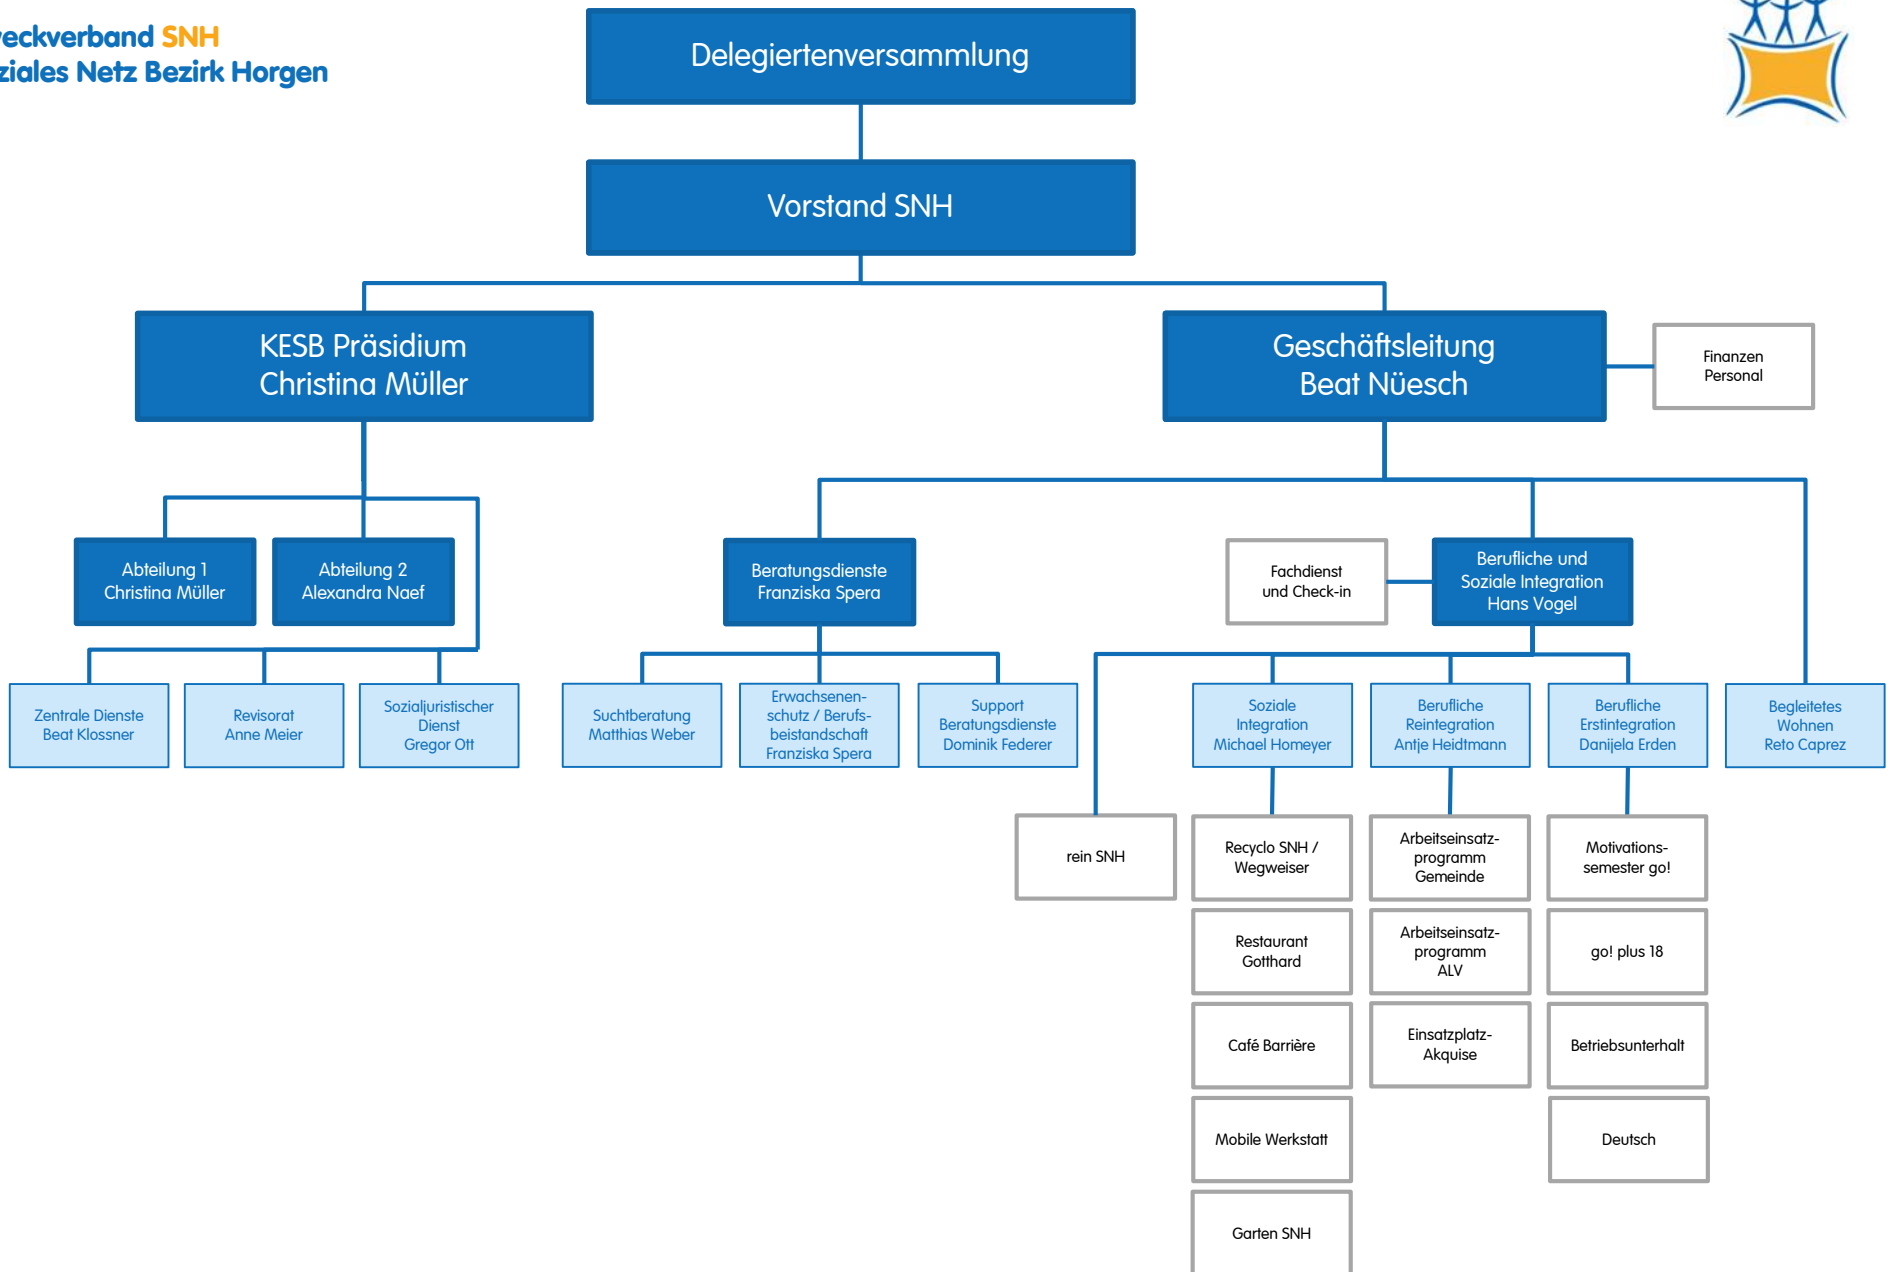 veckverband SNH
ziales Netz Bezirk Horgen
Delegiertenversammlung
Vorstand SNH
KESB Präsidium
Christina Müller
Geschäftsleitung
Beat Nüesch
Finanzen
Personal
Abteilung 1
Christina Müller
Abteilung 2
Alexandra Naef
Beratungsdienste
Franziska Spera
Fachdienst
und Check-in
Berufliche und
Soziale Integration
Hans Vogel
Zentrale Dienste
Beat Klossner
Revisorat
Anne Meier
Sozialjuristischer
Dienst
Gregor Ott
Suchtberatung
Matthias Weber
Erwachsenen-
schutz / Berufs-
beistandschaft
Franziska Spera
Support
Beratungsdienste
Dominik Federer
Soziale
Integration
Michael Homeyer
Berufliche
Reintegration
Antje Heidtmann
Berufliche
Erstintegration
Danijela Erden
Begleitetes
Wohnen
Reto Caprez
rein SNH
Recyclo SNH /
Wegweiser
Arbeitseinsatz-
programm
Gemeinde
Motivations-
semester go!
Restaurant
Gotthard
Arbeitseinsatz-
programm
ALV
go! plus 18
Café Barrière
Einsatzplatz-
Akquise
Betriebsunterhalt
Mobile Werkstatt
Deutsch
Garten SNH